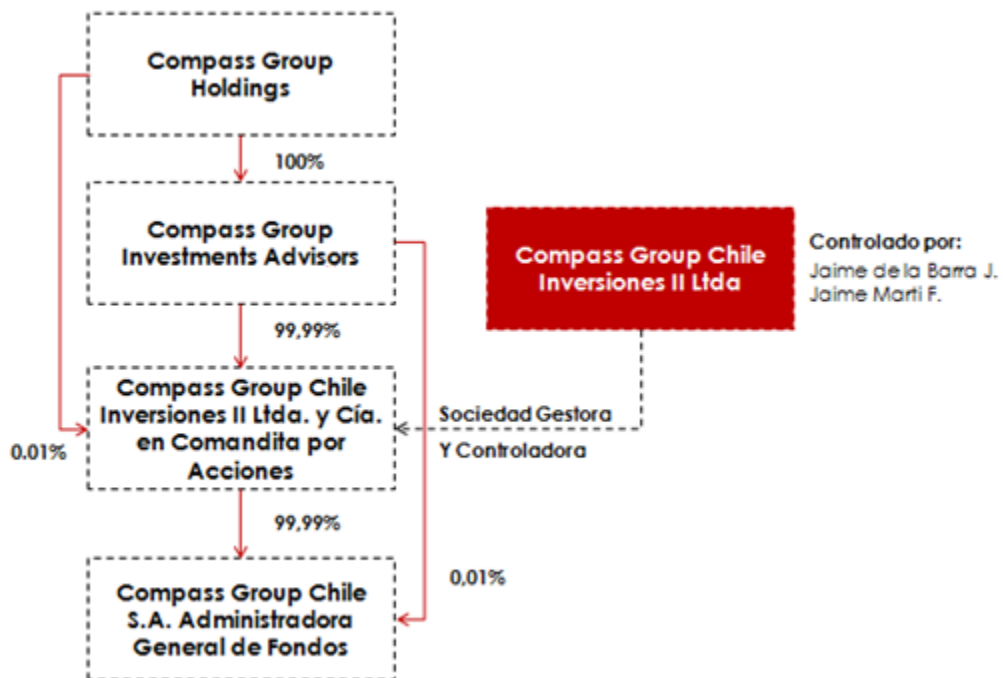 Compass Group
Holdings
100%
Compass Group
Investments Advisors
Compass Group Chile
Inversiones II Ltda
Controlado por:
Jaime de la Barra J.
Jaime Marti F.
99,99%
Compass Group Chile
Inversiones II Ltda. y Cía.
en Comandita por
Acciones
0.01%
Sociedad Gestora
Y Controladora
99,99%
0,01%
Compass Group Chile
S.A. Administradora
General de Fondos